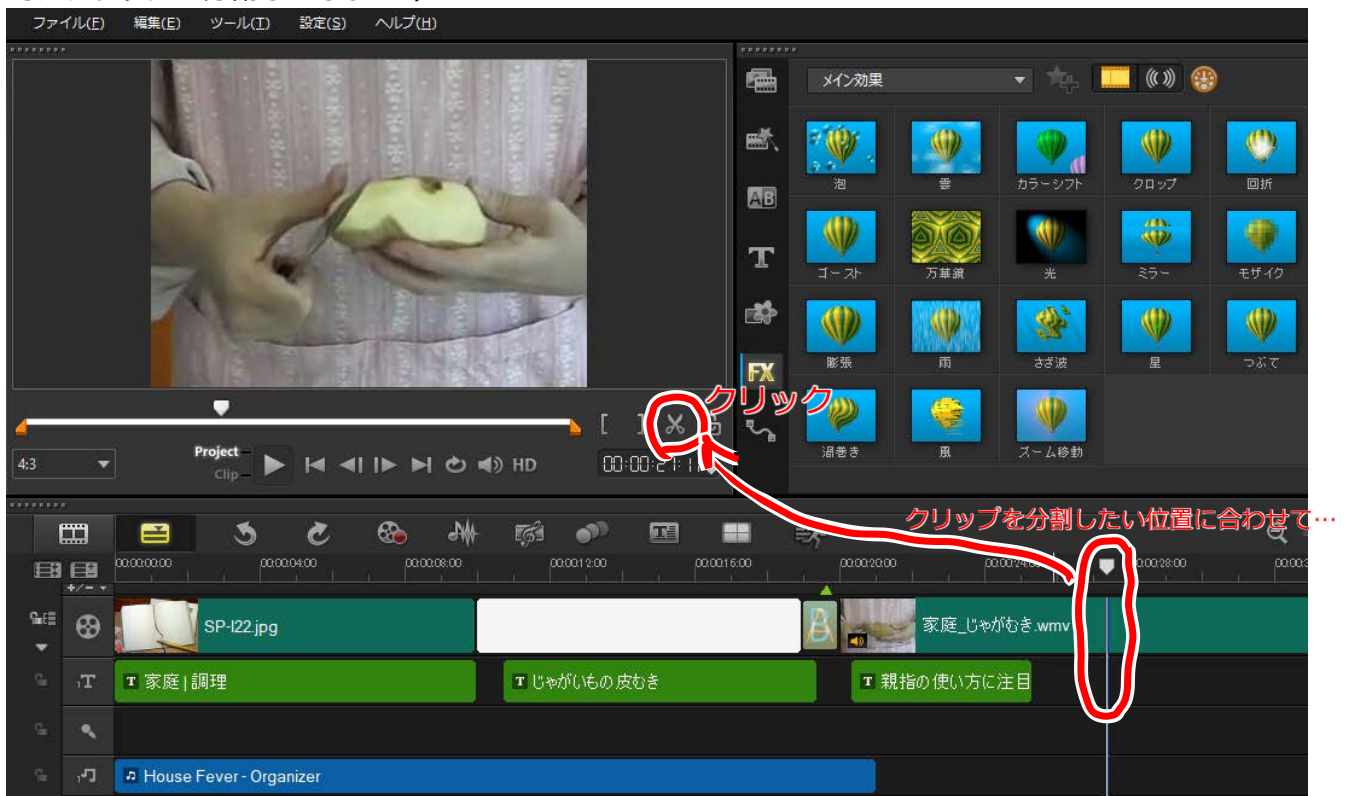 ファイル(F) 編集(E) ツール(T) 設定(S) ヘルプ(H)
メイン効果
泡 雲 カラーシフト クロップ 回折
ゴースト 万華鏡 光 ミラー モザイク
膨張 雨 さざ波 星 つぶて
FX
クリック
渦巻き 風 ズーム移動
4:3
Project
Clip
HD
クリップを分割したい位置に合わせて…
00:00:00:00 00:00:04:00 00:00:08:00 00:00:12:00 00:00:16:00 00:00:20:00 00:00:28:00
SP-I22.jpg
家庭_じゃがむき.wmv
家庭 | 調理
じゃがいもの皮むき
親指の使い方に注目
House Fever - Organizer